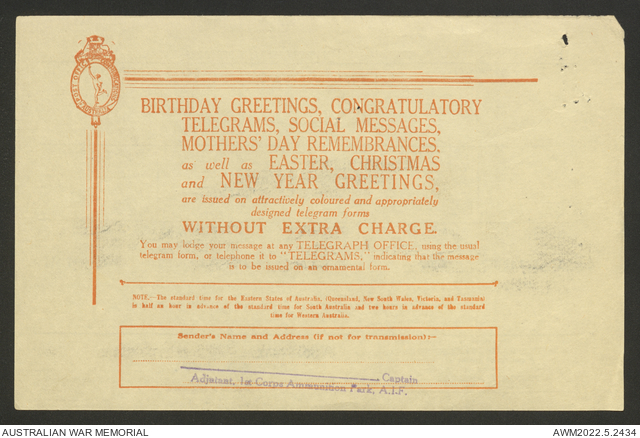 BIRTHDAY GREETINGS, CONGRATULATORY
TELEGRAMS, SOCIAL MESSAGES,
MOTHERS' DAY REMEMBRANCES,
as well as EASTER, CHRISTMAS
and NEW YEAR GREETINGS,
are issued on attractively coloured and appropriately
designed telegram forms
WITHOUT EXTRA CHARGE.
You may lodge your message at any TELEGRAPH OFFICE, using the usual
telegram form, or telephone it to "TELEGRAMS," indicating that the message
is to be issued on an ornamental form.
NOTE.—The standard time for the Eastern States of Australia, (Queensland, New South Wales, Victoria, and Tasmania)
is half an hour in advance of the standard time for South Australia and two hours in advance of the standard
time for Western Australia.
Sender's Name and Address (if not for transmission):—
Captain
Adjutant, 1st Corps Ammunition Park, A.I.F.
AUSTRALIAN WAR MEMORIAL
AWM2022.5.2434